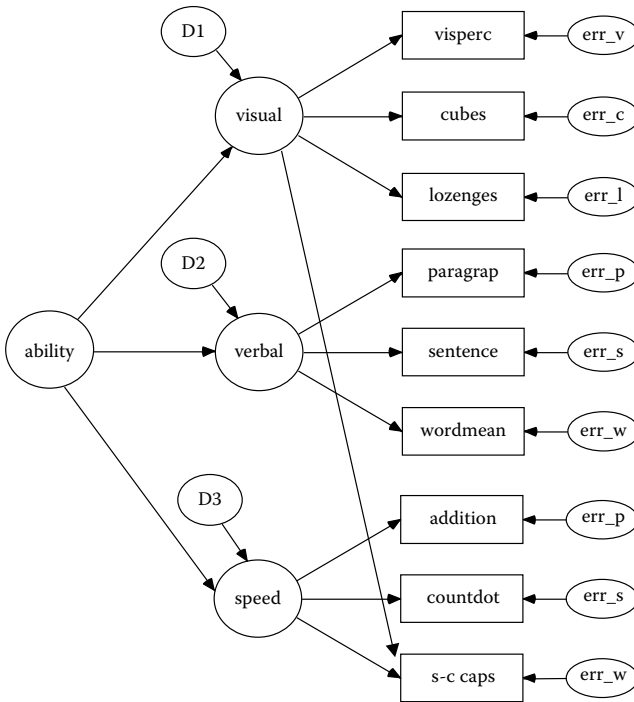 D1
visperc
err_v
visual
cubes
err_c
lozenges
err_l
D2
paragrap
err_p
ability
verbal
sentence
err_s
wordmean
err_w
D3
addition
err_p
speed
countdot
err_s
s-c caps
err_w